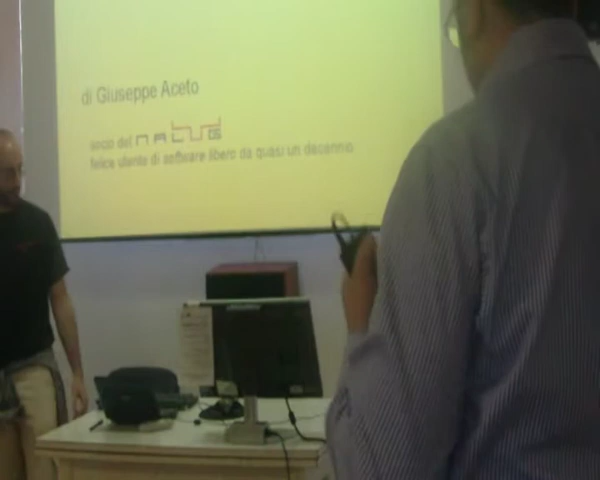 di Giuseppe Aceto
socio del NALUG
felice utente di software libero da quasi un decennio